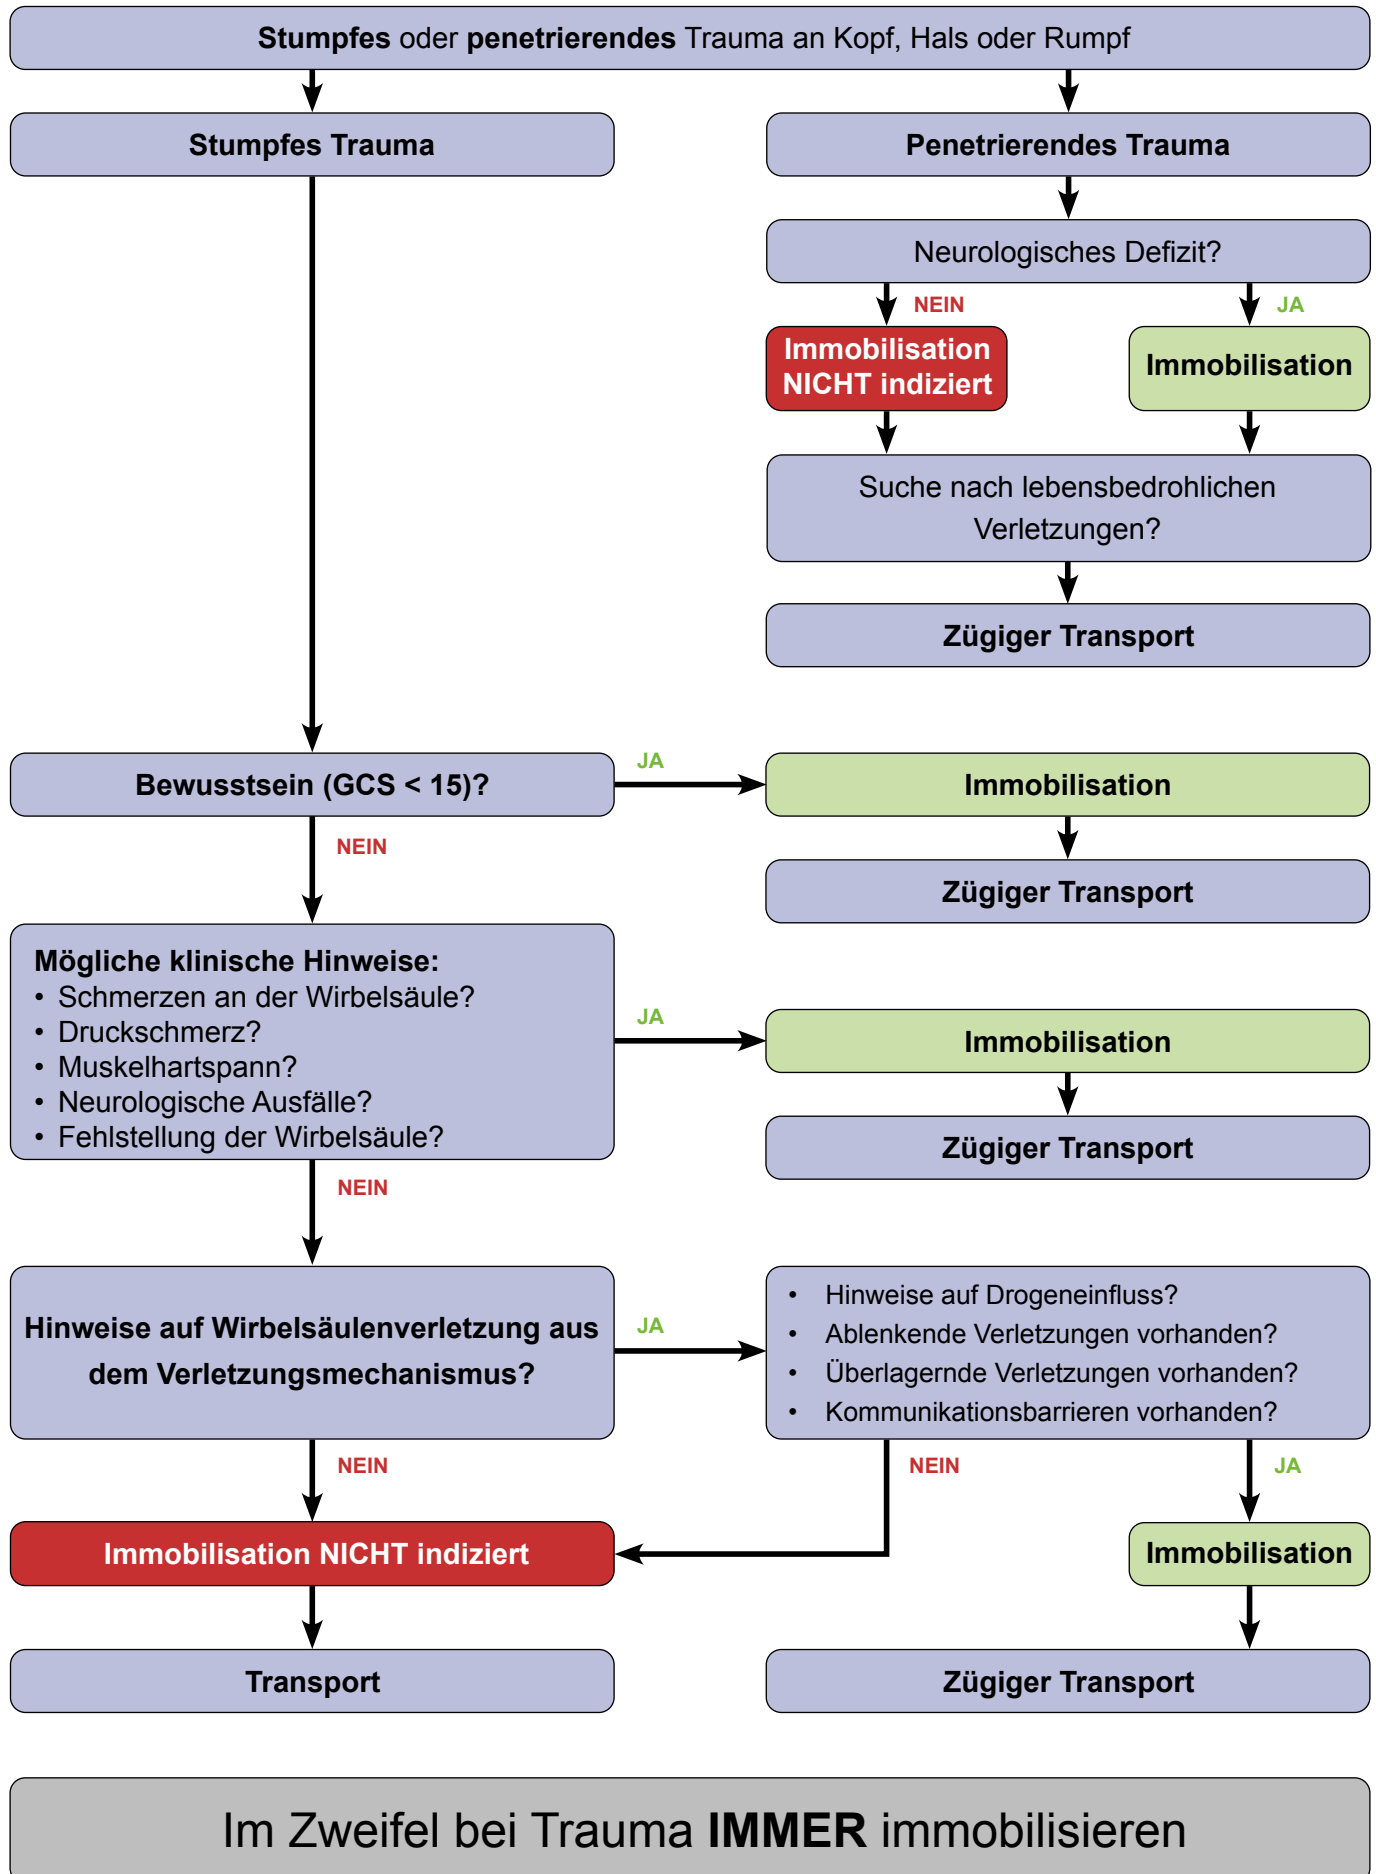 Stumpfes oder penetrierendes Trauma an Kopf, Hals oder Rumpf
Stumpfes Trauma
Penetrierendes Trauma
Neurologisches Defizit?
NEIN
JA
Immobilisation
NICHT indiziert
Immobilisation
Suche nach lebensbedrohlichen
Verletzungen?
Zügiger Transport
Bewusstsein (GCS < 15)?
JA
Immobilisation
NEIN
Zügiger Transport
Mögliche klinische Hinweise:
• Schmerzen an der Wirbelsäule?
• Druckschmerz?
• Muskelhartspann?
• Neurologische Ausfälle?
• Fehlstellung der Wirbelsäule?
JA
Immobilisation
Zügiger Transport
NEIN
Hinweise auf Wirbelsäulenverletzung aus
dem Verletzungsmechanismus?
JA
• Hinweise auf Drogeneinfluss?
• Ablenkende Verletzungen vorhanden?
• Überlagernde Verletzungen vorhanden?
• Kommunikationsbarrieren vorhanden?
NEIN
NEIN
JA
Immobilisation NICHT indiziert
Immobilisation
Transport
Zügiger Transport
Im Zweifel bei Trauma IMMER immobilisieren